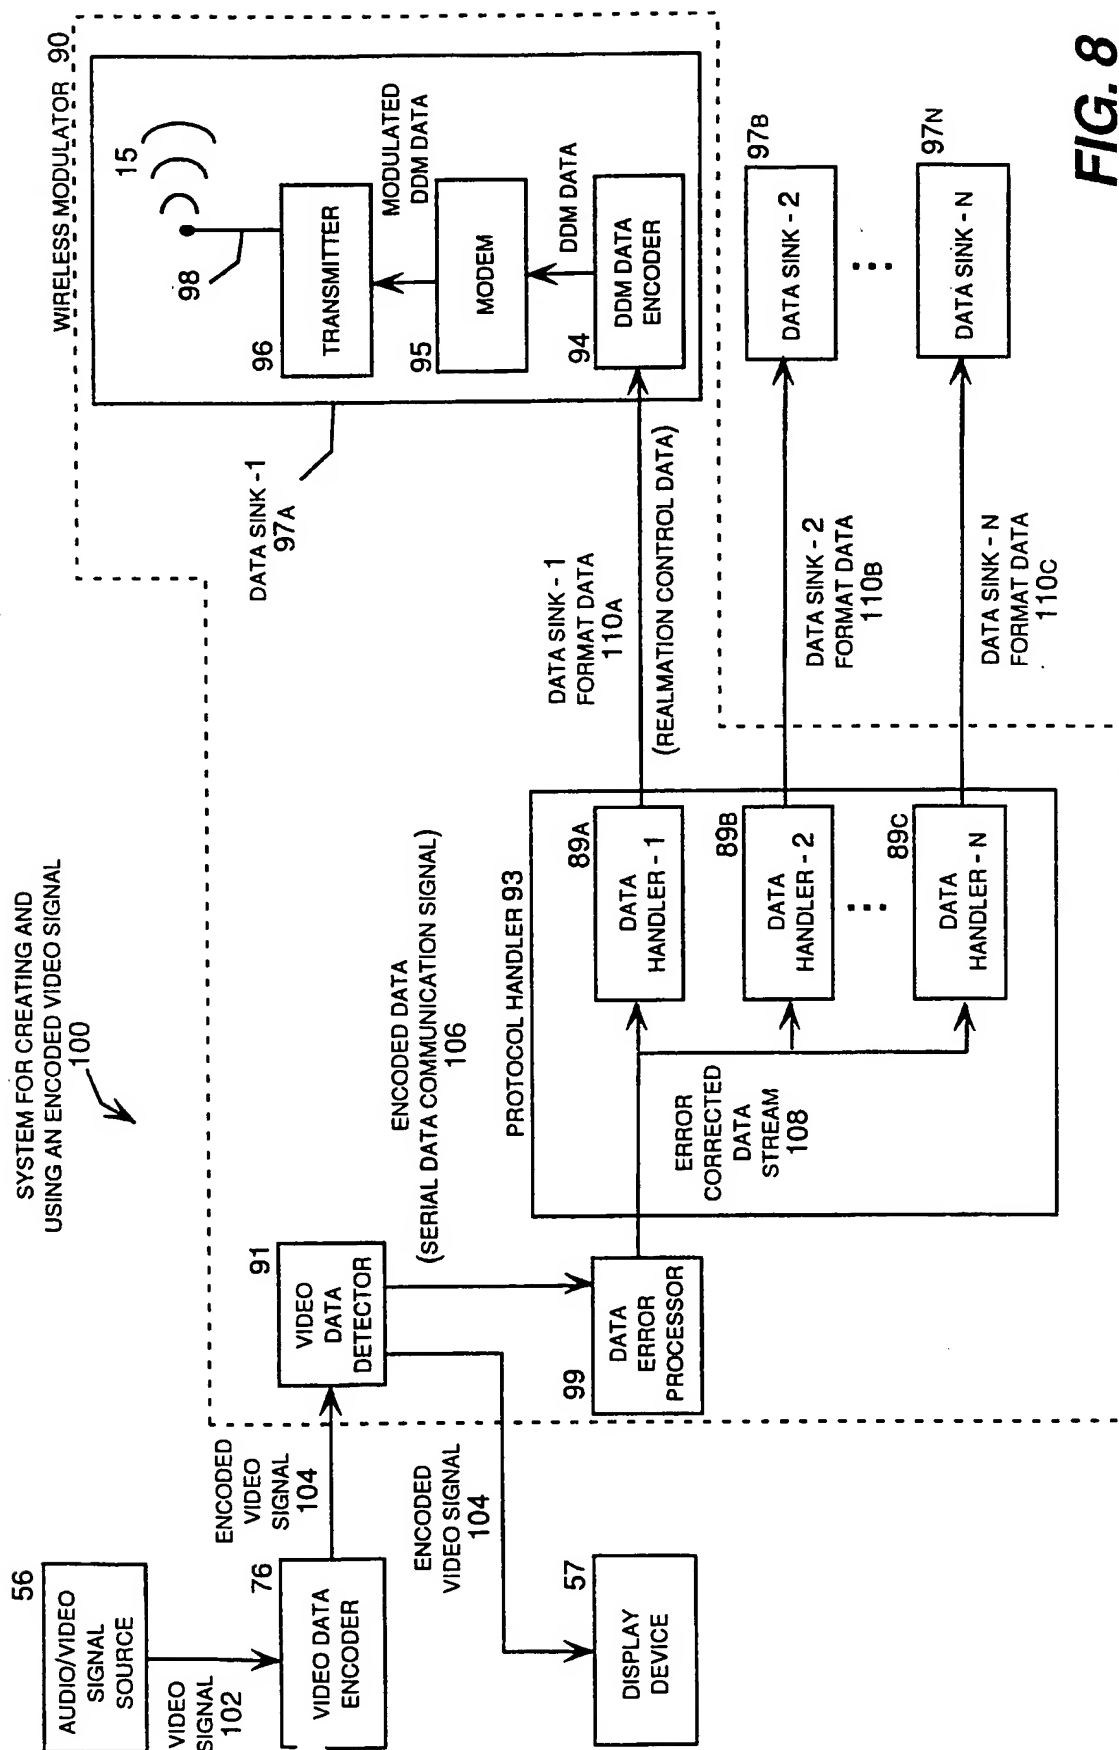 SYSTEM FOR CREATING AND
USING AN ENCODED VIDEO SIGNAL
100
56
AUDIO/VIDEO
SIGNAL
SOURCE
VIDEO
SIGNAL
102
76
VIDEO DATA
ENCODER
ENCODED
VIDEO
SIGNAL
104
ENCODED
VIDEO SIGNAL
104
57
DISPLAY
DEVICE
91
VIDEO
DATA
DETECTOR
ENCODED DATA
(SERIAL DATA COMMUNICATION SIGNAL)
106
99
DATA
ERROR
PROCESSOR
PROTOCOL HANDLER 93
ERROR
CORRECTED
DATA
STREAM
108
89A
DATA
HANDLER - 1
89B
DATA
HANDLER - 2
89C
DATA
HANDLER - N
DATA SINK - 1
FORMAT DATA
110A
(REALMATION CONTROL DATA)
DATA SINK - 2
FORMAT DATA
110B
DATA SINK - N
FORMAT DATA
110C
WIRELESS MODULATOR 90
DATA SINK - 1
97A
15
98
96
TRANSMITTER
MODULATED
DDM DATA
95
MODEM
DDM DATA
94
DDM DATA
ENCODER
97B
DATA SINK - 2
97N
DATA SINK - N
FIG. 8